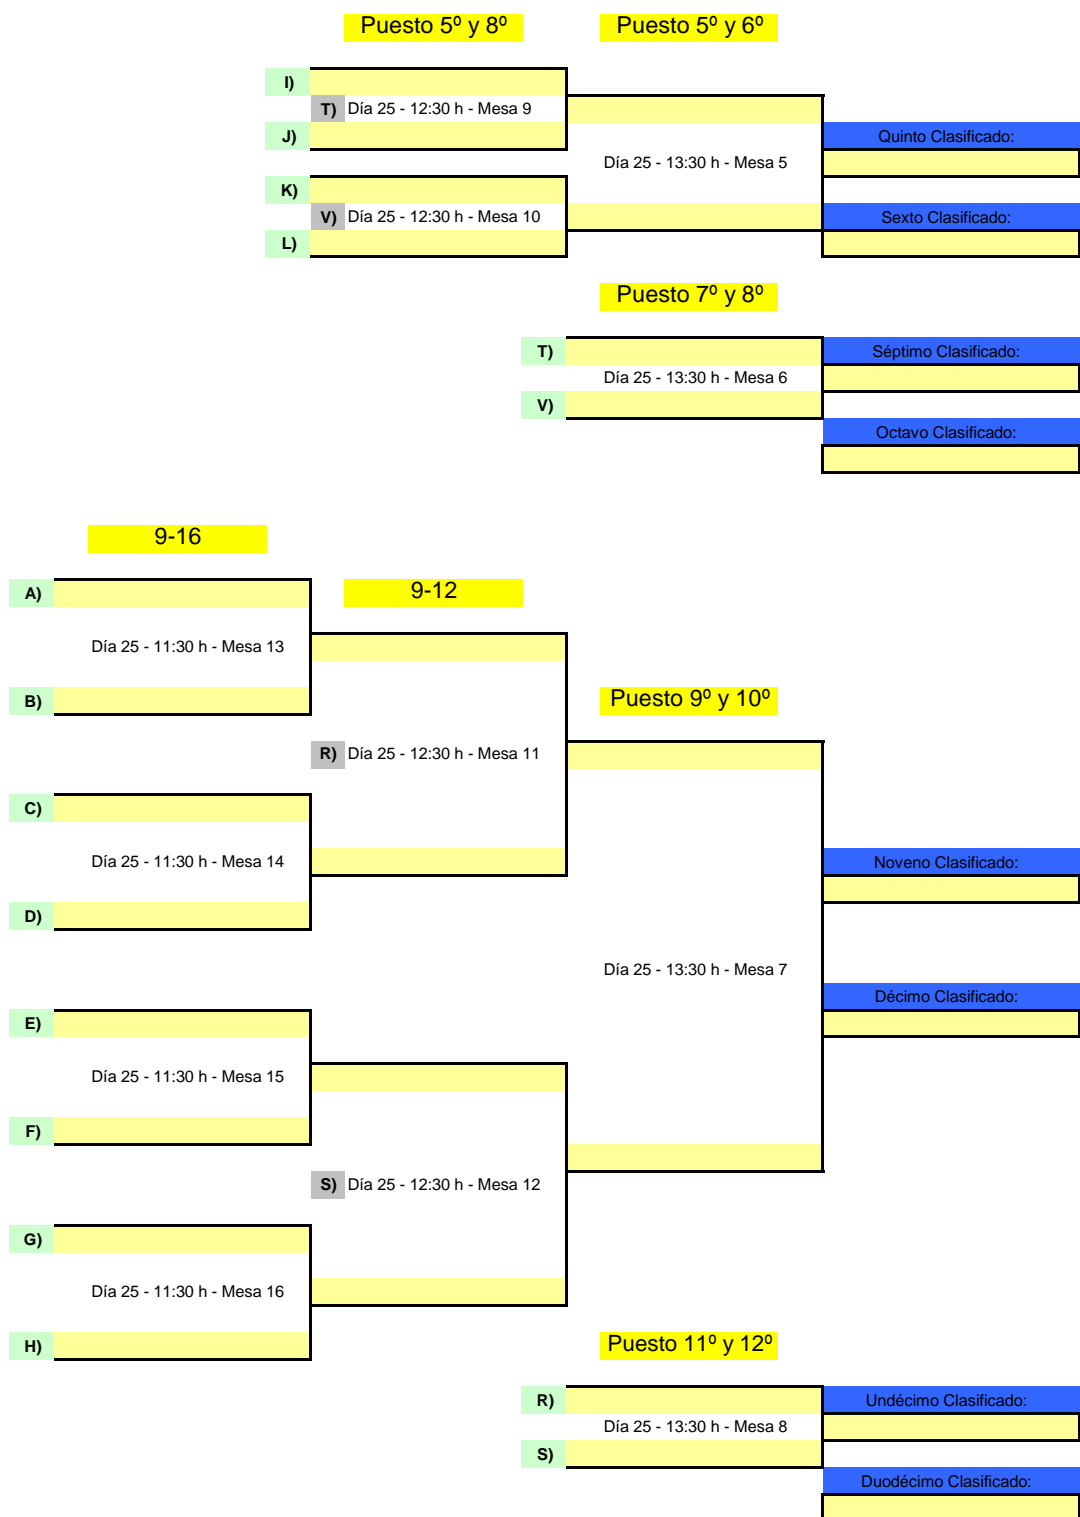 Puesto 5º y 8º Puesto 5º y 6º
I)
T) Día 25 - 12:30 h - Mesa 9
J) Quinto Clasificado:
Día 25 - 13:30 h - Mesa 5
K)
V) Día 25 - 12:30 h - Mesa 10 Sexto Clasificado:
L)
Puesto 7º y 8º
T) Séptimo Clasificado:
Día 25 - 13:30 h - Mesa 6
V)
Octavo Clasificado:
9-16
A) 9-12
Día 25 - 11:30 h - Mesa 13
B) Puesto 9º y 10º
R) Día 25 - 12:30 h - Mesa 11
C)
Día 25 - 11:30 h - Mesa 14 Noveno Clasificado:
D)
Día 25 - 13:30 h - Mesa 7
Décimo Clasificado:
E)
Día 25 - 11:30 h - Mesa 15
F)
S) Día 25 - 12:30 h - Mesa 12
G)
Día 25 - 11:30 h - Mesa 16
H) Puesto 11º y 12º
R) Undécimo Clasificado:
Día 25 - 13:30 h - Mesa 8
S)
Duodécimo Clasificado: